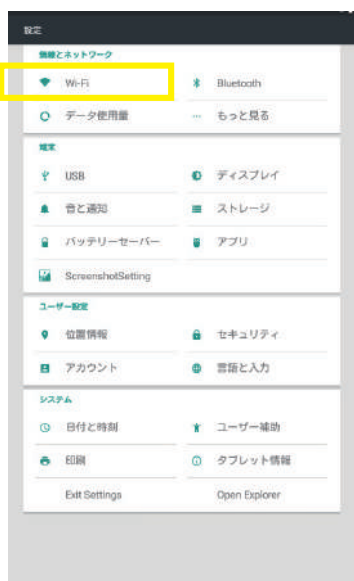 設定
無線とネットワーク
Wi-Fi
Bluetooth
データ使用量
もっと見る
端末
USB
ディスプレイ
音と通知
ストレージ
バッテリーセーバー
アプリ
ScreenshotSetting
ユーザー設定
位置情報
セキュリティ
アカウント
言語と入力
システム
日付と時刻
ユーザー補助
印刷
タブレット情報
Exit Settings
Open Explorer